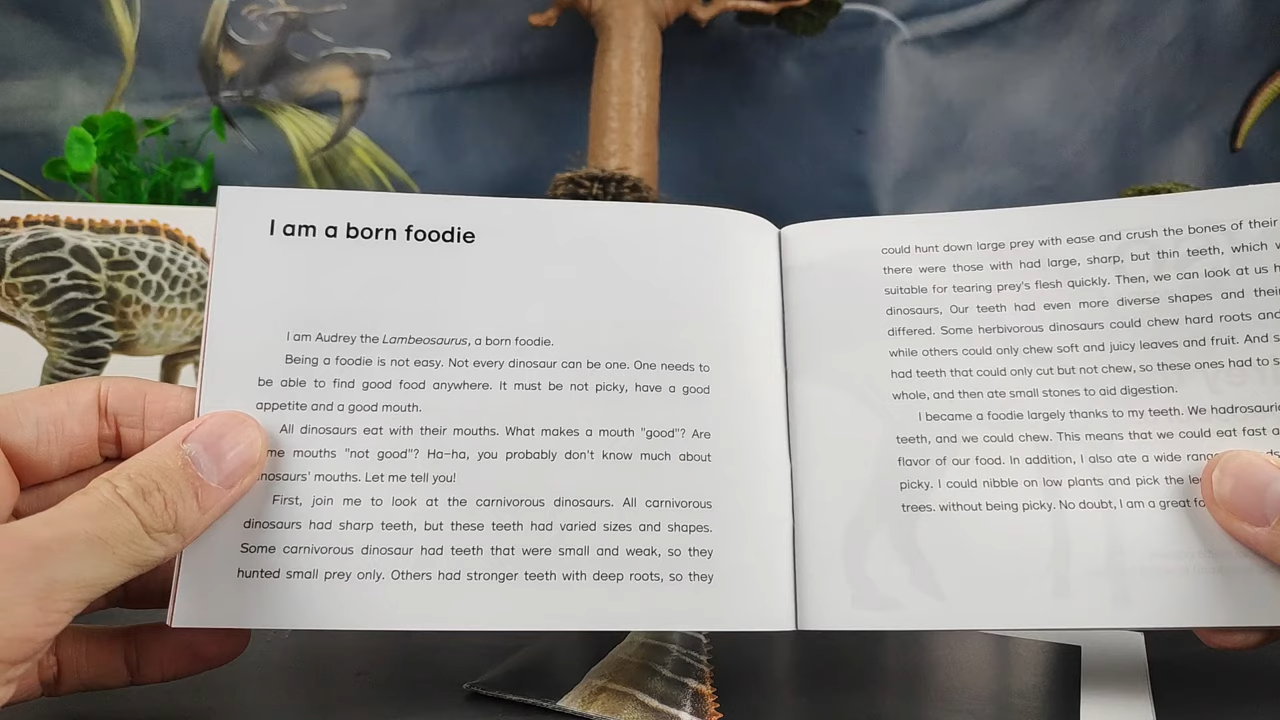 I am a born foodie
I am Audrey the Lambeosaurus, a born foodie.
Being a foodie is not easy. Not every dinosaur can be one. One needs to
be able to find good food anywhere. It must be not picky, have a good
appetite and a good mouth.
All dinosaurs eat with their mouths. What makes a mouth "good"? Are
me mouths "not good"? Ha-ha, you probably don't know much about
nosaurs' mouths. Let me tell you!
First, join me to look at the carnivorous dinosaurs. All carnivorous
dinosaurs had sharp teeth, but these teeth had varied sizes and shapes.
Some carnivorous dinosaur had teeth that were small and weak, so they
hunted small prey only. Others had stronger teeth with deep roots, so they
could hunt down large prey with ease and crush the bones of their
there were those with had large, sharp, but thin teeth, which
suitable for tearing prey's flesh quickly. Then, we can look at us
dinosaurs, Our teeth had even more diverse shapes and their
differed. Some herbivorous dinosaurs could chew hard roots and
while others could only chew soft and juicy leaves and fruit. And
had teeth that could only cut but not chew, so these ones had to
whole, and then ate small stones to aid digestion.
I became a foodie largely thanks to my teeth. We
teeth, and we could chew. This means that we could eat fast
flavor of our food. In addition, I also ate a wide
picky. I could nibble on low plants and pick the
trees. without being picky. No doubt, I am a great